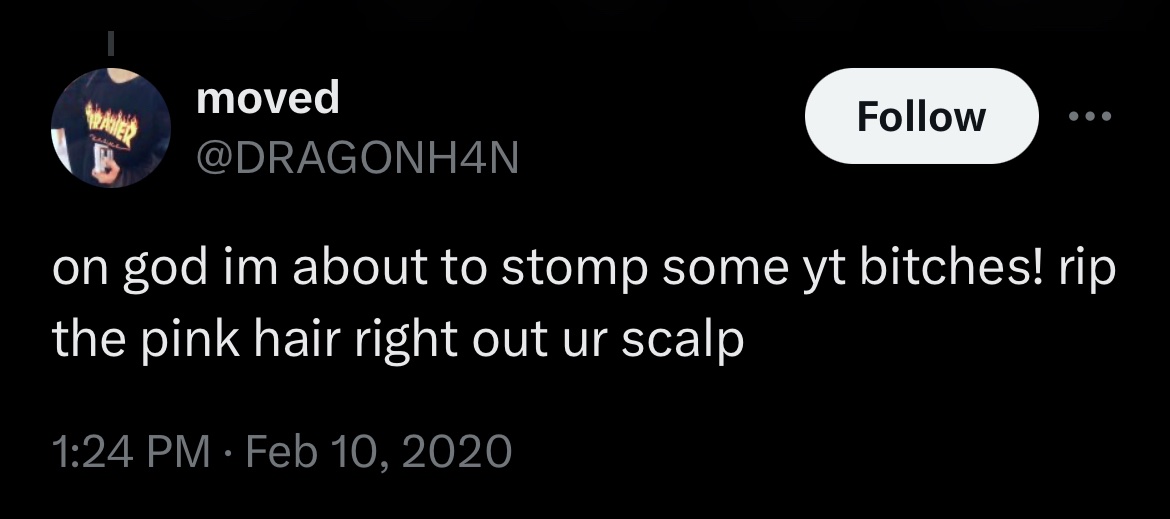 THRASHER
moved
@DRAGONH4N
Follow
on god im about to stomp some yt bitches! rip
the pink hair right out ur scalp
1:24 PM · Feb 10, 2020